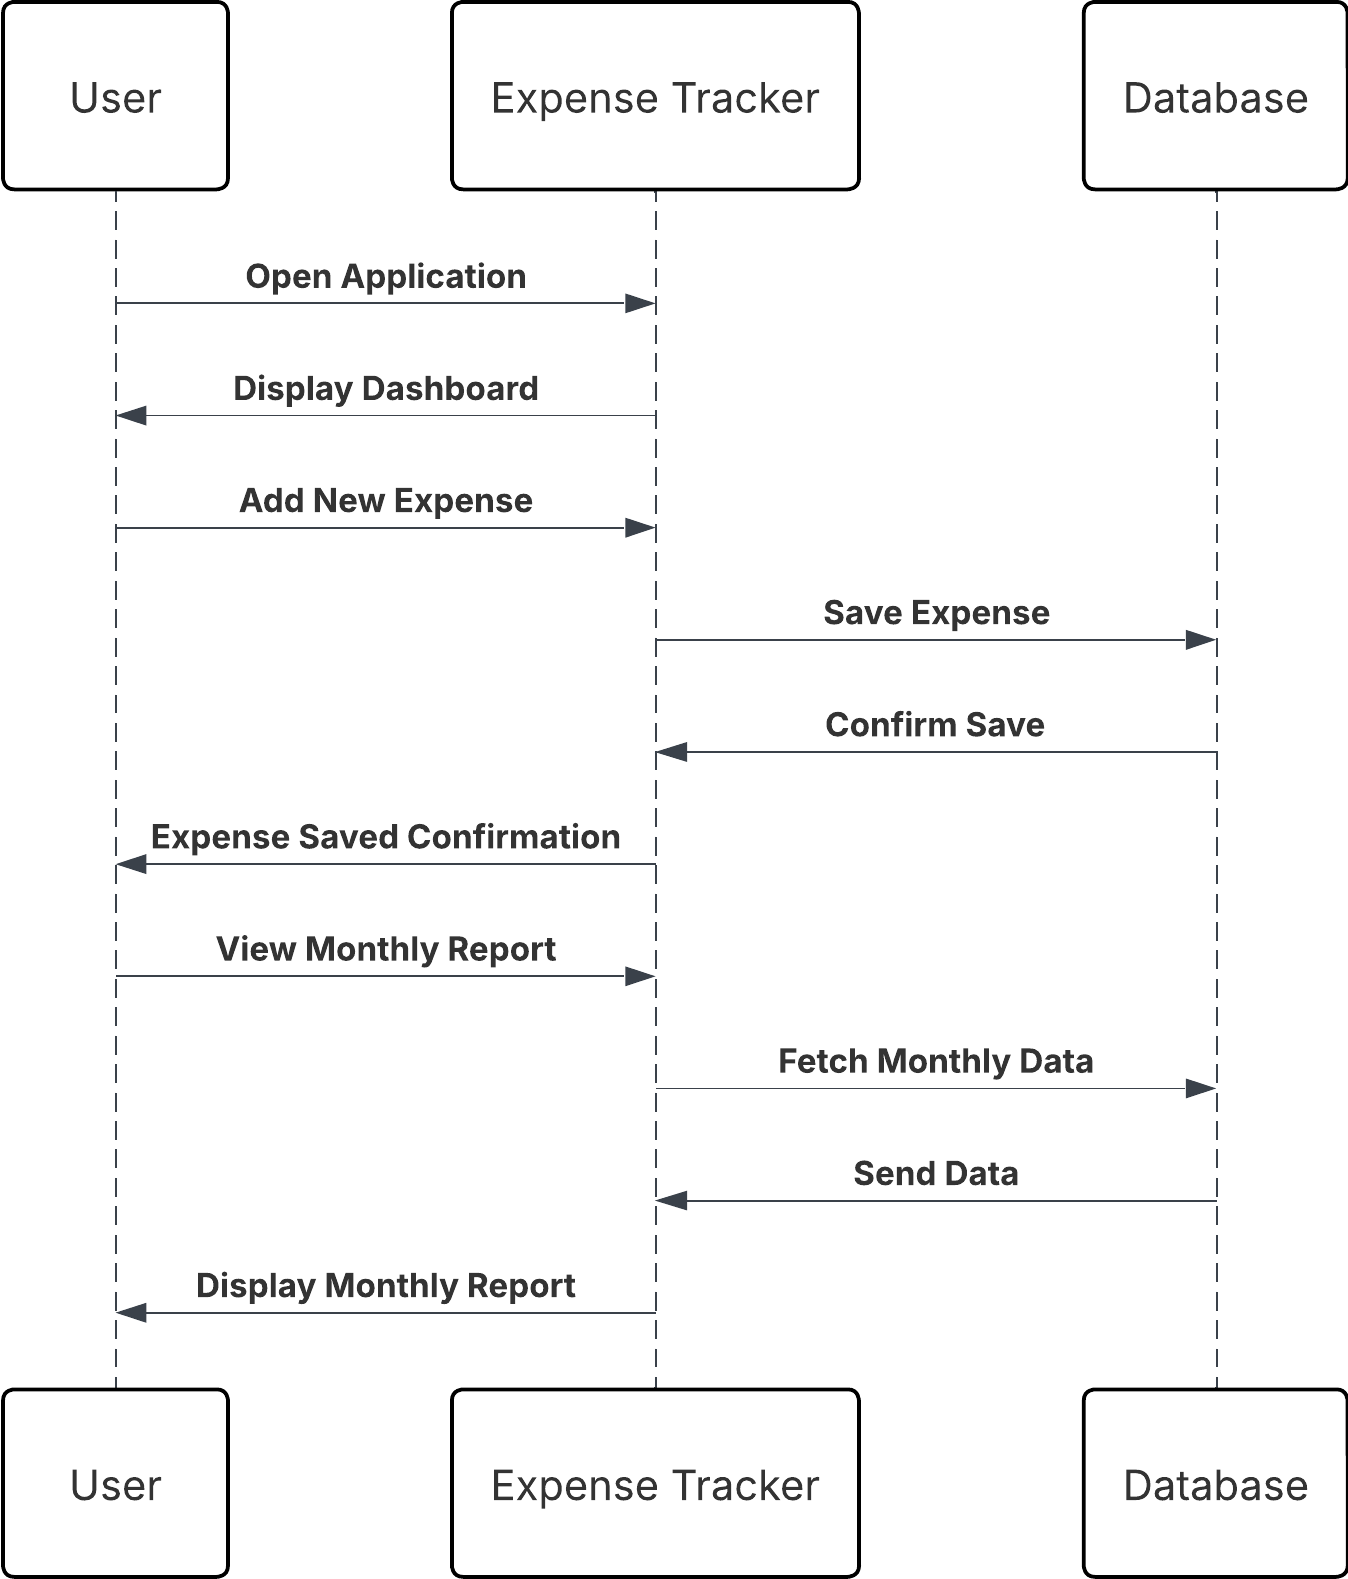 User
Expense Tracker
Database
Open Application
Display Dashboard
Add New Expense
Save Expense
Confirm Save
Expense Saved Confirmation
View Monthly Report
Fetch Monthly Data
Send Data
Display Monthly Report
User
Expense Tracker
Database